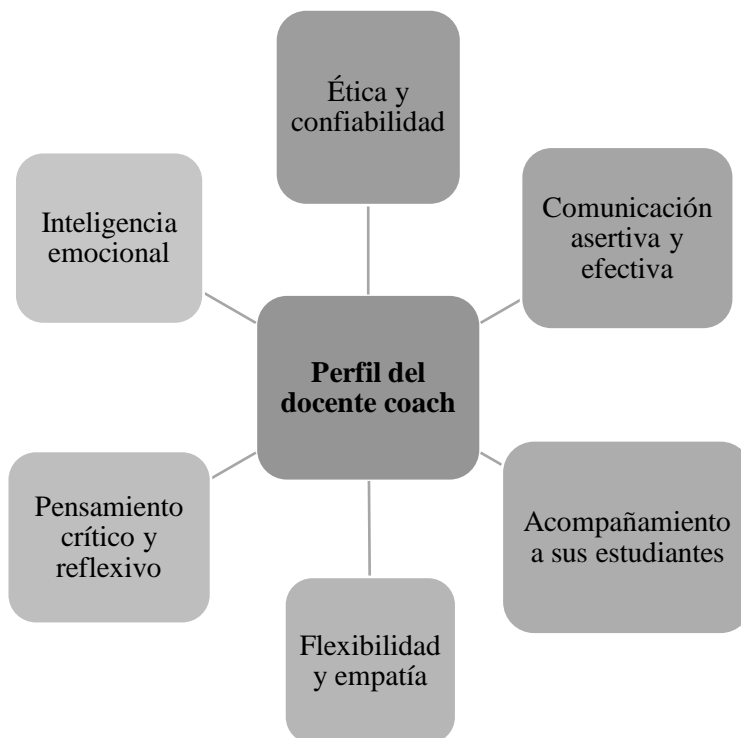 Ética y
confiabilidad
Comunicación
asertiva y
efectiva
Inteligencia
emocional
Perfil del
docente coach
Acompañamiento
a sus estudiantes
Pensamiento
crítico y
reflexivo
Flexibilidad
y empatía